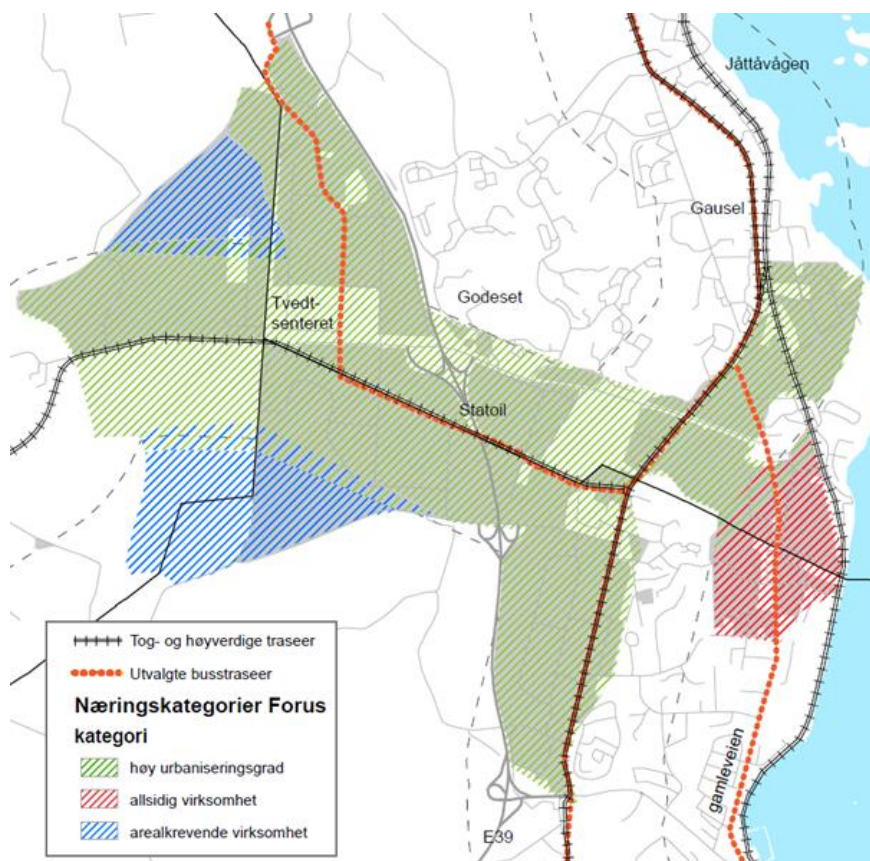 Jåttåvågen
Gausel
Godeset
Tvedt-
senteret
Statoil
gamleveien
E39
Tog- og høyverdige traseer
Utvalgte busstraseer
Næringskategorier Forus
kategori
høy urbaniseringsgrad
allsidig virksomhet
arealkrevende virksomhet